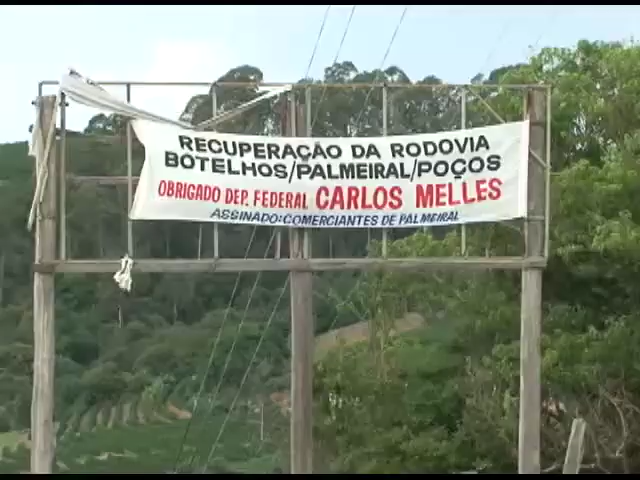 RECUPERAÇÃO DA RODOVIA
BOTELHOS/PALMEIRAL/POÇOS
OBRIGADO DEP. FEDERAL CARLOS MELLES
ASSINADO:COMERCIANTES DE PALMEIRAL